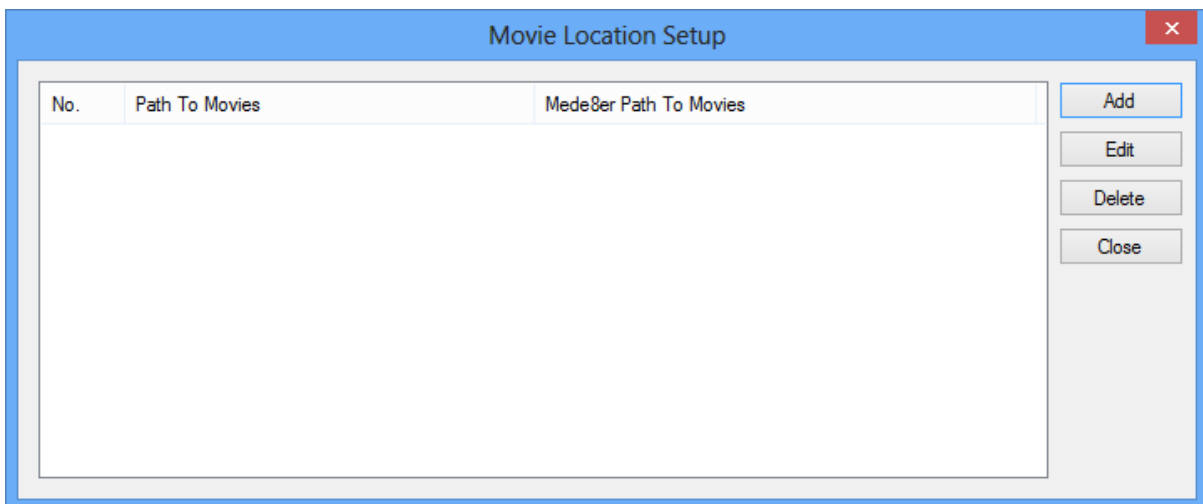 Movie Location Setup
No. Path To Movies Mede8er Path To Movies
Add
Edit
Delete
Close